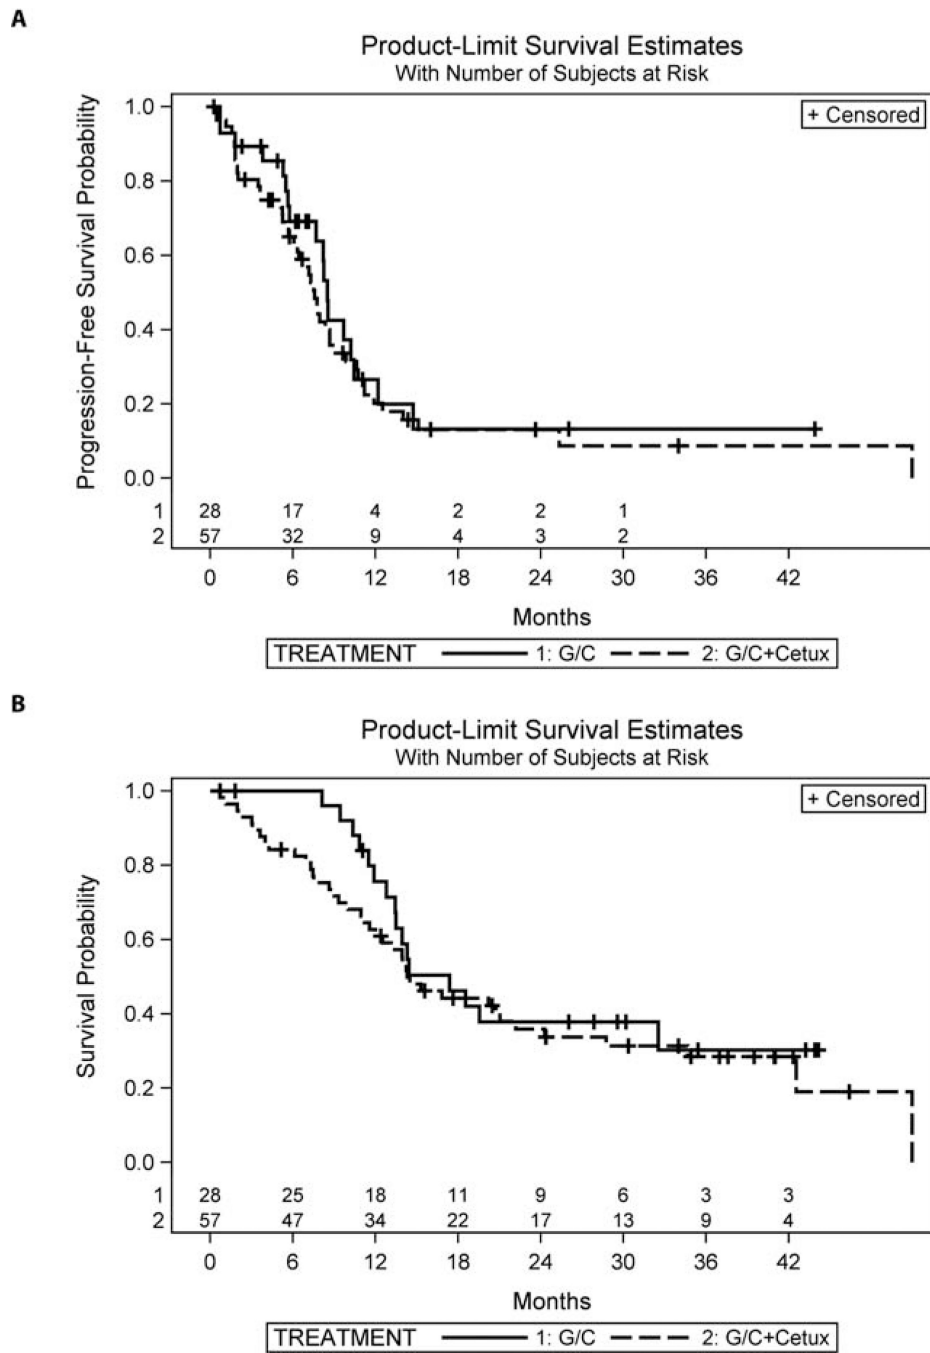 A
Product-Limit Survival Estimates
With Number of Subjects at Risk
+ Censored
Progression-Free Survival Probability
1.0
0.8
0.6
0.4
0.2
0.0
1 28 17 4 2 2 1
2 57 32 9 4 3 2
0 6 12 18 24 30 36 42
Months
TREATMENT 1: G/C 2: G/C+Cetux
B
Product-Limit Survival Estimates
With Number of Subjects at Risk
+ Censored
Survival Probability
1.0
0.8
0.6
0.4
0.2
0.0
1 28 25 18 11 9 6 3 3
2 57 47 34 22 17 13 9 4
0 6 12 18 24 30 36 42
Months
TREATMENT 1: G/C 2: G/C+Cetux